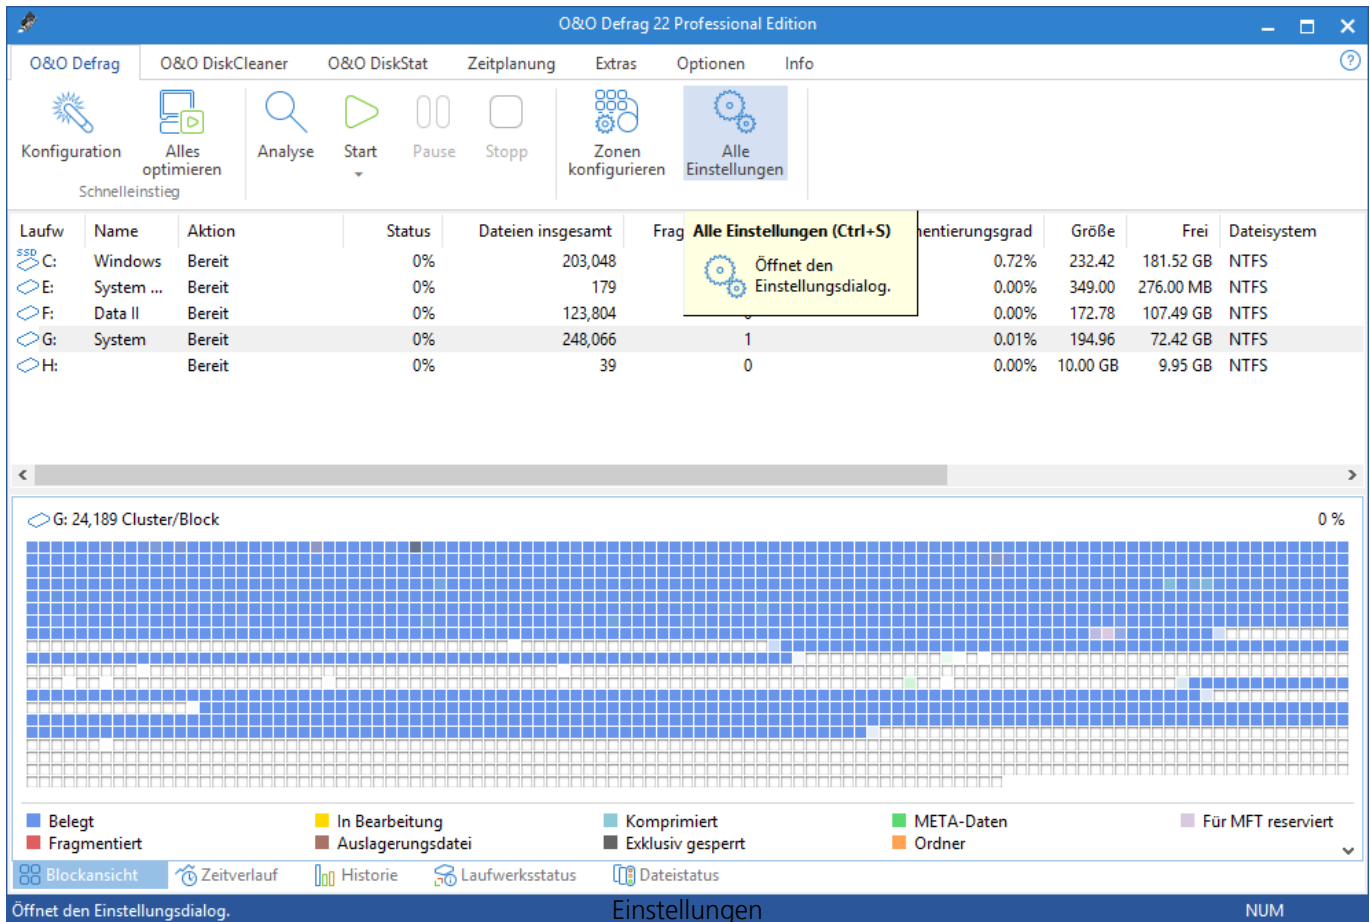 O&O Defrag 22 Professional Edition
O&O Defrag O&O DiskCleaner O&O DiskStat Zeitplanung Extras Optionen Info
Konfiguration
Alles
optimieren
Schnelleinstieg
Analyse
Start
Pause
Stopp
Zonen
konfigurieren
Alle
Einstellungen
Laufw Name Aktion Status Dateien insgesamt Frag nentierungsgrad Größe Frei Dateisystem
SSD C: Windows Bereit 0% 203,048 0.72% 232.42 181.52 GB NTFS
E: System ... Bereit 0% 179 0.00% 349.00 276.00 MB NTFS
F: Data II Bereit 0% 123,804 0.00% 172.78 107.49 GB NTFS
G: System Bereit 0% 248,066 1 0.01% 194.96 72.42 GB NTFS
H: Bereit 0% 39 0 0.00% 10.00 GB 9.95 GB NTFS
Alle Einstellungen (Ctrl+S)
Öffnet den
Einstellungsdialog.
G: 24,189 Cluster/Block 0 %
Belegt In Bearbeitung Komprimiert META-Daten Für MFT reserviert
Fragmentiert Auslagerungsdatei Exklusiv gesperrt Ordner
Blockansicht Zeitverlauf Historie Laufwerksstatus Dateistatus
Öffnet den Einstellungsdialog. Einstellungen NUM